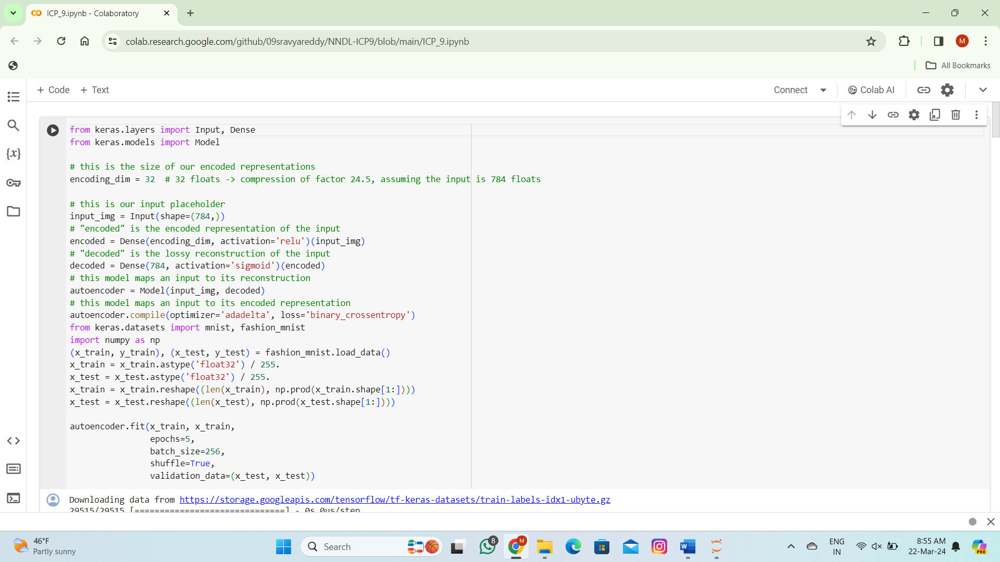 ICP_9.ipynb - Colaboratory
colab.research.google.com/github/09sravyareddy/NNDL-ICP9/blob/main/ICP_9.ipynb
M
All Bookmarks
+ Code + Text
Connect
Colab AI
{x}
from keras.layers import Input, Dense
from keras.models import Model
# this is the size of our encoded representations
encoding_dim = 32  # 32 floats -> compression of factor 24.5, assuming the input is 784 floats
# this is our input placeholder
input_img = Input(shape=(784,))
# "encoded" is the encoded representation of the input
encoded = Dense(encoding_dim, activation='relu')(input_img)
# "decoded" is the lossy reconstruction of the input
decoded = Dense(784, activation='sigmoid')(encoded)
# this model maps an input to its reconstruction
autoencoder = Model(input_img, decoded)
# this model maps an input to its encoded representation
autoencoder.compile(optimizer='adadelta', loss='binary_crossentropy')
from keras.datasets import mnist, fashion_mnist
import numpy as np
(x_train, y_train), (x_test, y_test) = fashion_mnist.load_data()
x_train = x_train.astype('float32') / 255.
x_test = x_test.astype('float32') / 255.
x_train = x_train.reshape((len(x_train), np.prod(x_train.shape[1:])))
x_test = x_test.reshape((len(x_test), np.prod(x_test.shape[1:])))
autoencoder.fit(x_train, x_train,
                epochs=5,
                batch_size=256,
                shuffle=True,
                validation_data=(x_test, x_test))
Downloading data from https://storage.googleapis.com/tensorflow/tf-keras-datasets/train-labels-idx1-ubyte.gz
29515/29515 [==============================] - 0s 0us/step
46°F
Partly sunny
Search
8
M
W
PRE
ENG
IN
8:55 AM
22-Mar-24